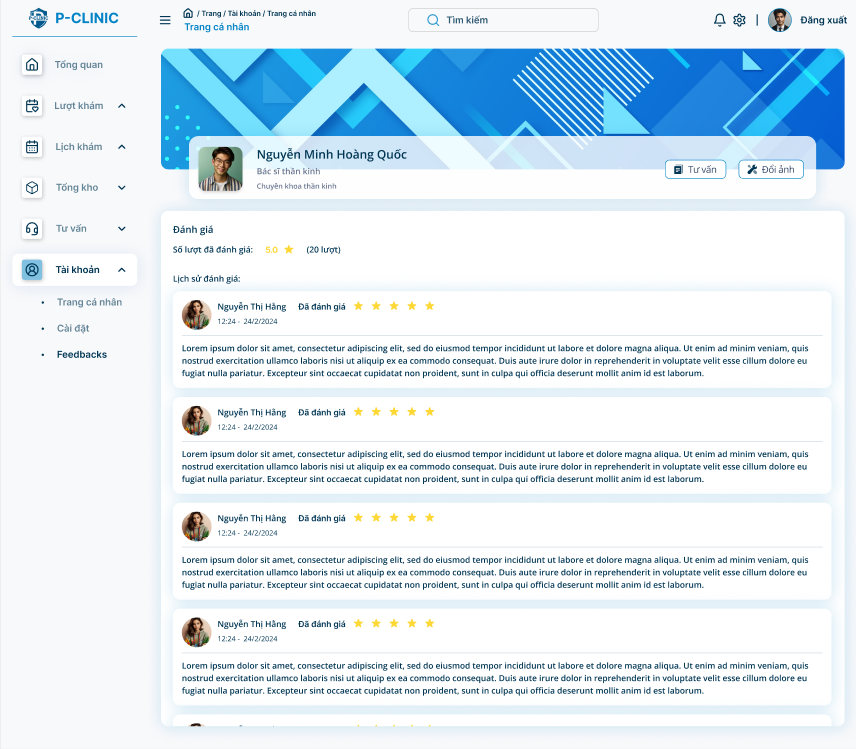 P-CLINIC
/ Trang / Tài khoản / Trang cá nhân
Trang cá nhân
Tìm kiếm
Đăng xuất
Tổng quan
Lượt khám
Lịch khám
Tổng kho
Tư vấn
Tài khoản
Trang cá nhân
Cài đặt
Feedbacks
Nguyễn Minh Hoàng Quốc
Bác sĩ thần kinh
Chuyên khoa thần kinh
Tư vấn
Đổi ảnh
Đánh giá
Số lượt đã đánh giá: 5.0 (20 lượt)
Lịch sử đánh giá:
Nguyễn Thị Hằng Đã đánh giá
12:24 - 24/2/2024
Lorem ipsum dolor sit amet, consectetur adipiscing elit, sed do eiusmod tempor incididunt ut labore et dolore magna aliqua. Ut enim ad minim veniam, quis
nostrud exercitation ullamco laboris nisi ut aliquip ex ea commodo consequat. Duis aute irure dolor in reprehenderit in voluptate velit esse cillum dolore eu
fugiat nulla pariatur. Excepteur sint occaecat cupidatat non proident, sunt in culpa qui officia deserunt mollit anim id est laborum.
Nguyễn Thị Hằng Đã đánh giá
12:24 - 24/2/2024
Lorem ipsum dolor sit amet, consectetur adipiscing elit, sed do eiusmod tempor incididunt ut labore et dolore magna aliqua. Ut enim ad minim veniam, quis
nostrud exercitation ullamco laboris nisi ut aliquip ex ea commodo consequat. Duis aute irure dolor in reprehenderit in voluptate velit esse cillum dolore eu
fugiat nulla pariatur. Excepteur sint occaecat cupidatat non proident, sunt in culpa qui officia deserunt mollit anim id est laborum.
Nguyễn Thị Hằng Đã đánh giá
12:24 - 24/2/2024
Lorem ipsum dolor sit amet, consectetur adipiscing elit, sed do eiusmod tempor incididunt ut labore et dolore magna aliqua. Ut enim ad minim veniam, quis
nostrud exercitation ullamco laboris nisi ut aliquip ex ea commodo consequat. Duis aute irure dolor in reprehenderit in voluptate velit esse cillum dolore eu
fugiat nulla pariatur. Excepteur sint occaecat cupidatat non proident, sunt in culpa qui officia deserunt mollit anim id est laborum.
Nguyễn Thị Hằng Đã đánh giá
12:24 - 24/2/2024
Lorem ipsum dolor sit amet, consectetur adipiscing elit, sed do eiusmod tempor incididunt ut labore et dolore magna aliqua. Ut enim ad minim veniam, quis
nostrud exercitation ullamco laboris nisi ut aliquip ex ea commodo consequat. Duis aute irure dolor in reprehenderit in voluptate velit esse cillum dolore eu
fugiat nulla pariatur. Excepteur sint occaecat cupidatat non proident, sunt in culpa qui officia deserunt mollit anim id est laborum.